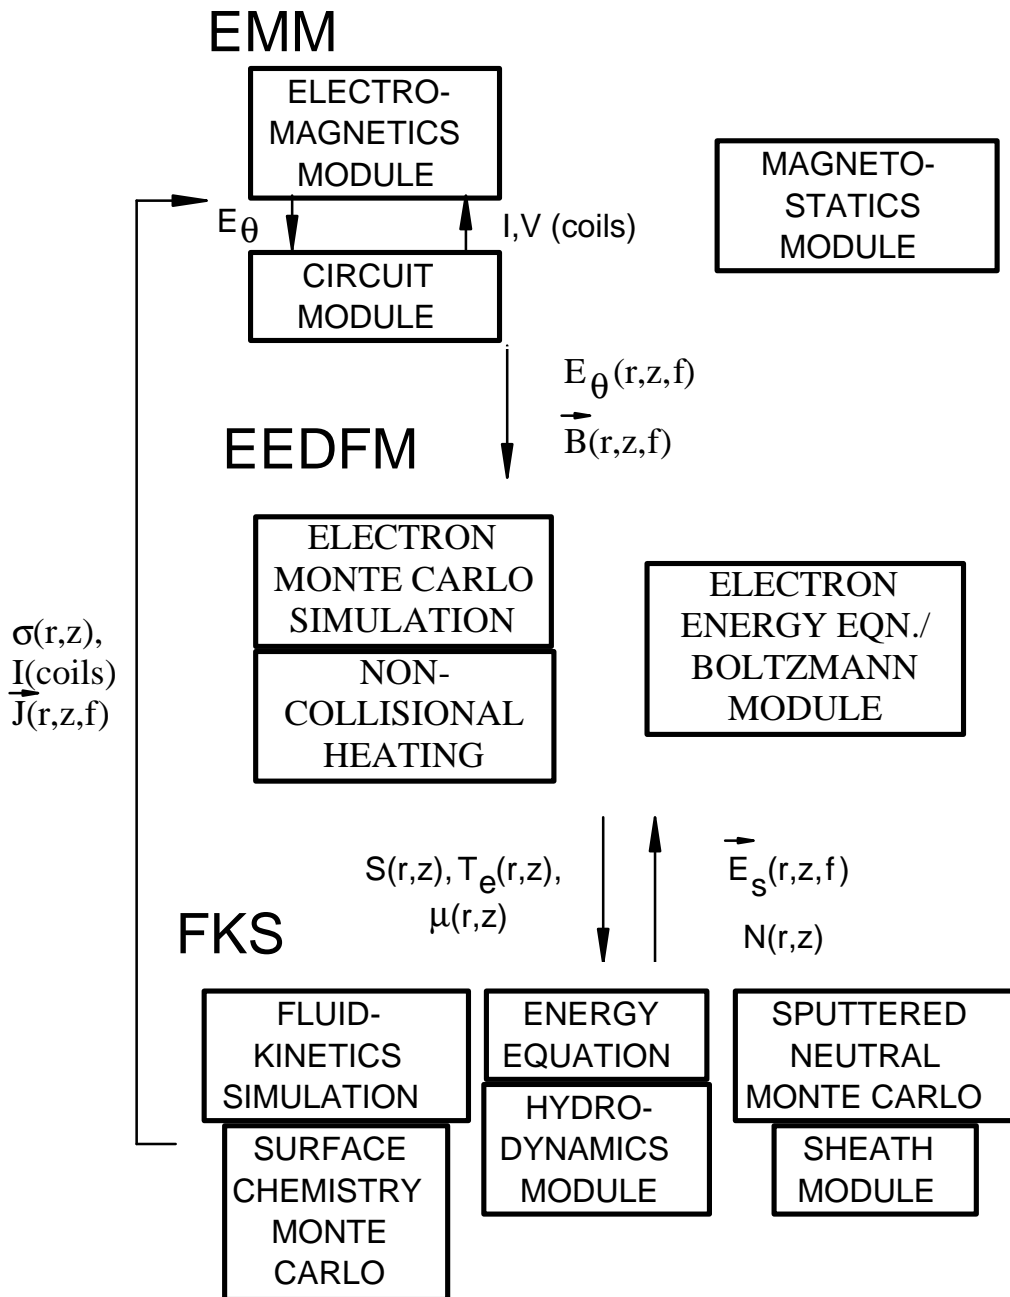 EMM
ELECTRO-
MAGNETICS
MODULE
MAGNETO-
STATICS
MODULE
Eθ
I,V (coils)
CIRCUIT
MODULE
Eθ(r,z,f)
B(r,z,f)
EEDFM
ELECTRON
MONTE CARLO
SIMULATION
NON-
COLLISIONAL
HEATING
ELECTRON
ENERGY EQN./
BOLTZMANN
MODULE
σ(r,z),
I(coils)
J(r,z,f)
S(r,z), Te(r,z),
μ(r,z)
Es(r,z,f)
N(r,z)
FKS
FLUID-
KINETICS
SIMULATION
SURFACE
CHEMISTRY
MONTE
CARLO
ENERGY
EQUATION
HYDRO-
DYNAMICS
MODULE
SPUTTERED
NEUTRAL
MONTE CARLO
SHEATH
MODULE